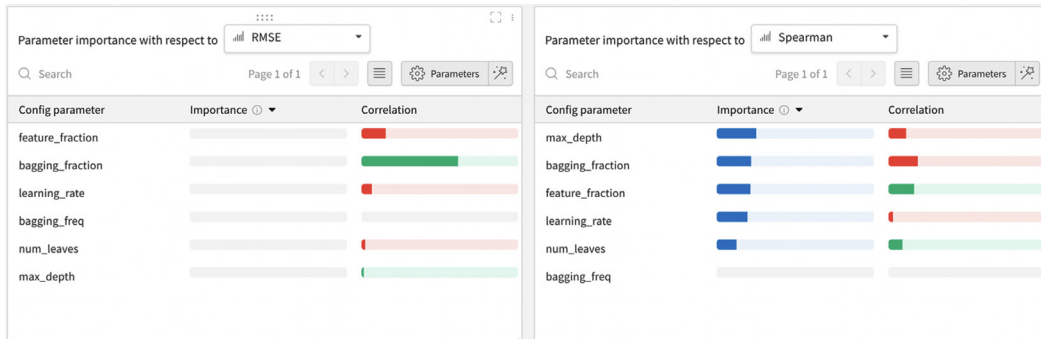 Parameter importance with respect to RMSE
Search Page 1 of 1 Parameters
Config parameter Importance Correlation
feature_fraction
bagging_fraction
learning_rate
bagging_freq
num_leaves
max_depth
Parameter importance with respect to Spearman
Search Page 1 of 1 Parameters
Config parameter Importance Correlation
max_depth
bagging_fraction
feature_fraction
learning_rate
num_leaves
bagging_freq